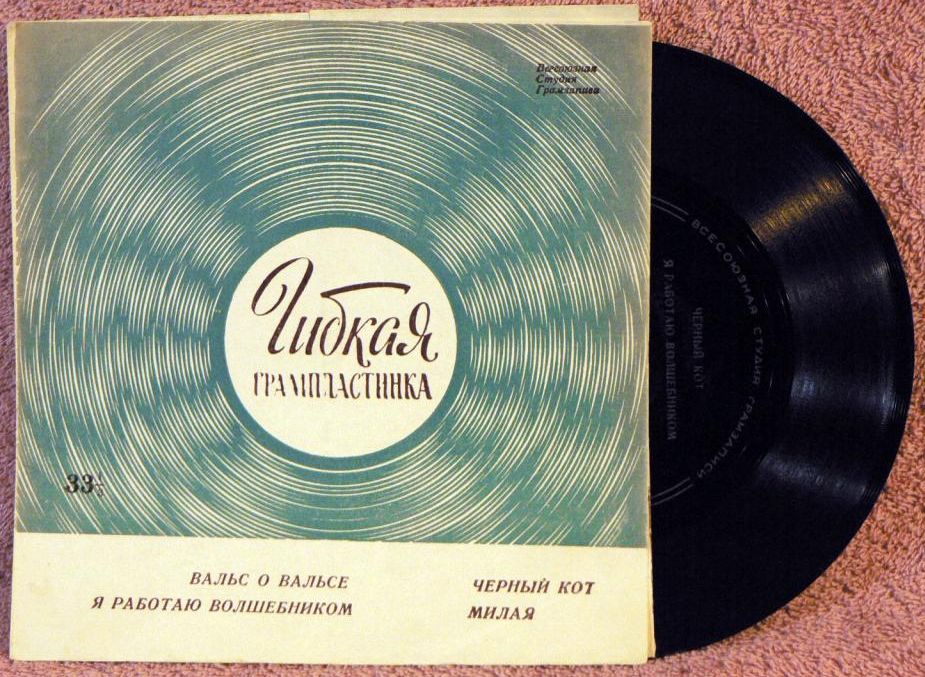 Всесоюзная
Студия
Грамзаписи
Гибкая
ГРАМПЛАСТИНКА
33⅓
ВАЛЬС О ВАЛЬСЕ
Я РАБОТАЮ ВОЛШЕБНИКОМ
ЧЕРНЫЙ КОТ
МИЛАЯ
ВСЕСОЮЗНАЯ СТУДИЯ ГРАМЗАПИСИ
ЧЕРНЫЙ КОТ
Я РАБОТАЮ ВОЛШЕБНИКОМ